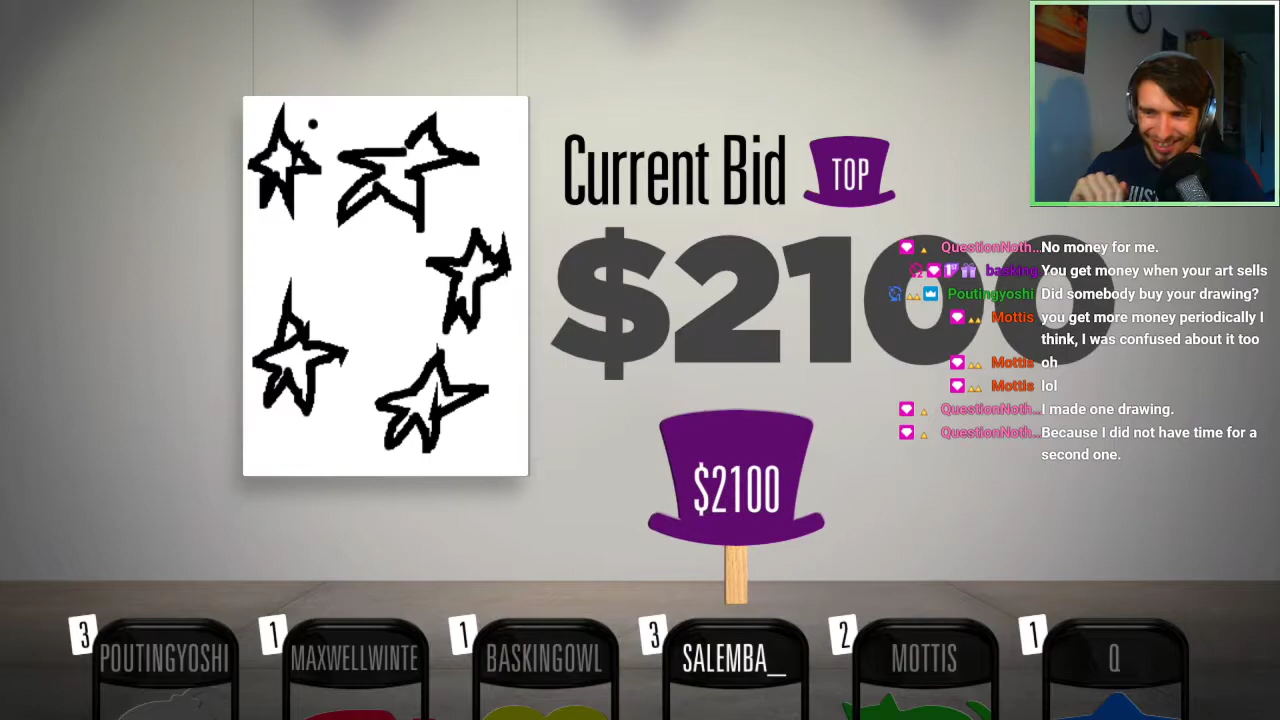 Current Bid TOP
$2100
QuestionNoth... No money for me.
basking You get money when your art sells
Poutingyoshi Did somebody buy your drawing?
Mottis you get more money periodically I
think, I was confused about it too
Mottis oh
Mottis lol
QuestionNoth... I made one drawing.
QuestionNoth... Because I did not have time for a
second one.
$2100
3 POUTINGYOSHI 1 MAXWELLWINTE 1 BASKINGOWL 3 SALEMBA_ 2 MOTTIS 1 Q